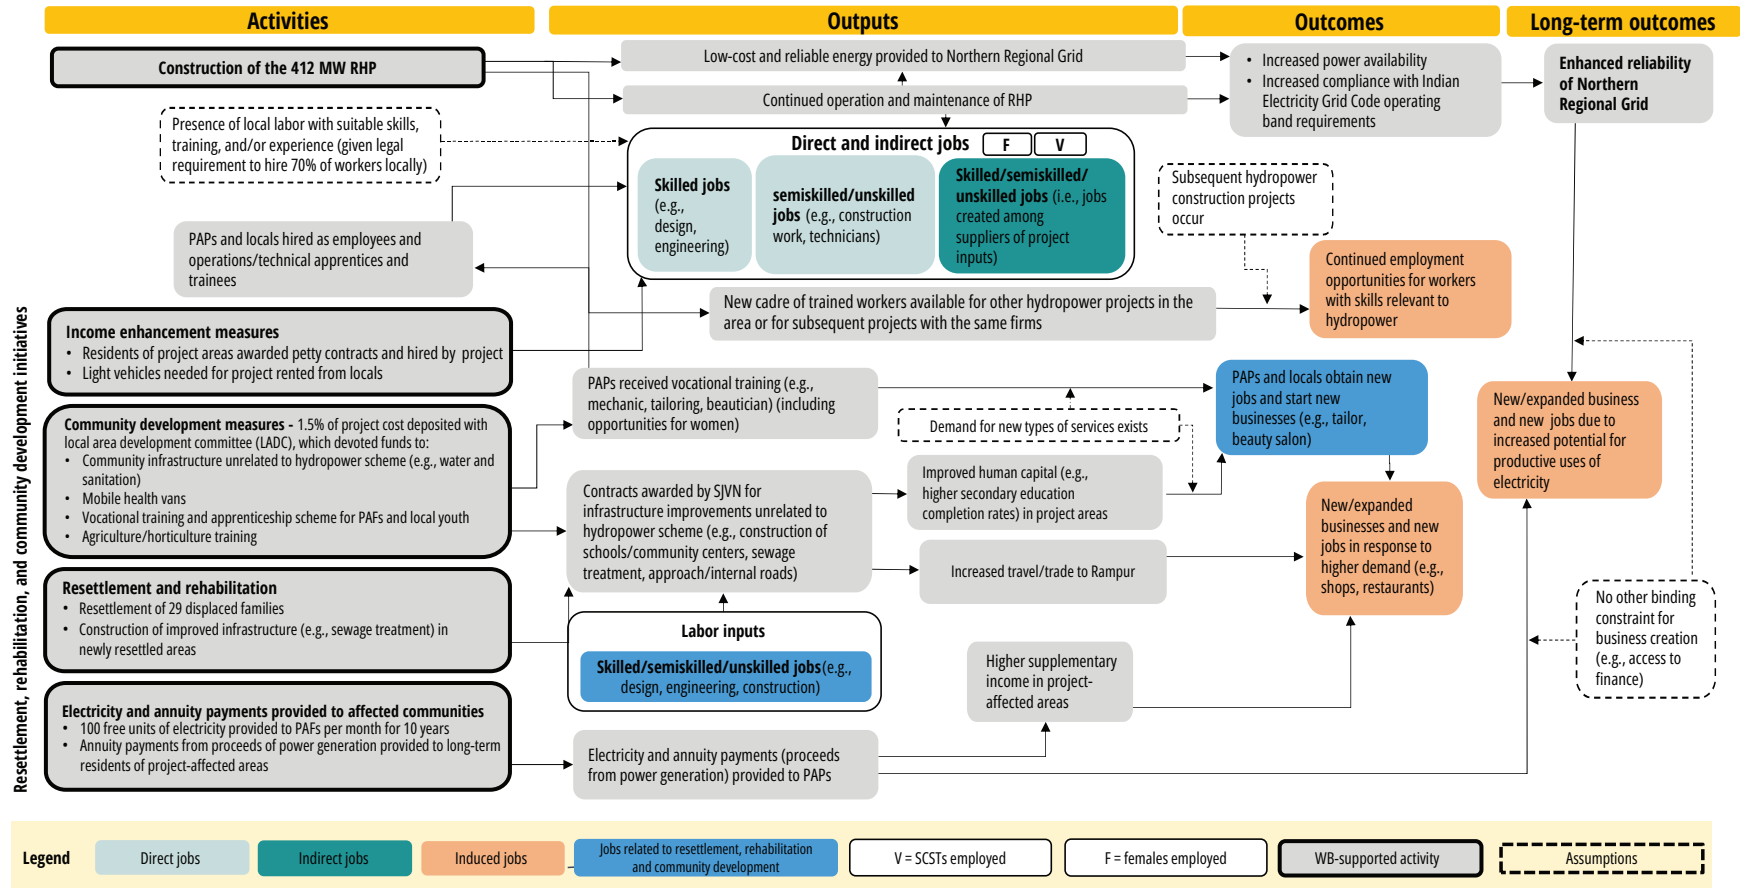 Activities
Outputs
Outcomes
Long-term outcomes
Construction of the 412 MW RHP
Low-cost and reliable energy provided to Northern Regional Grid
Continued operation and maintenance of RHP
• Increased power availability
• Increased compliance with Indian
Electricity Grid Code operating
band requirements
Enhanced reliability
of Northern
Regional Grid
Presence of local labor with suitable skills,
training, and/or experience (given legal
requirement to hire 70% of workers locally)
Direct and indirect jobs
F
V
Skilled jobs
(e.g.,
design,
engineering)
semiskilled/unskilled
jobs (e.g., construction
work, technicians)
Skilled/semiskilled/
unskilled jobs (i.e., jobs
created among
suppliers of project
inputs)
Subsequent hydropower
construction projects
occur
PAPs and locals hired as employees and
operations/technical apprentices and
trainees
Continued employment
opportunities for workers
with skills relevant to
hydropower
New cadre of trained workers available for other hydropower projects in the
area or for subsequent projects with the same firms
Resettlement, rehabilitation, and community development initiatives
Income enhancement measures
• Residents of project areas awarded petty contracts and hired by project
• Light vehicles needed for project rented from locals
PAPs received vocational training (e.g.,
mechanic, tailoring, beautician) (including
opportunities for women)
Demand for new types of services exists
PAPs and locals obtain new
jobs and start new
businesses (e.g., tailor,
beauty salon)
New/expanded business
and new jobs due to
increased potential for
productive uses of
electricity
Community development measures - 1.5% of project cost deposited with
local area development committee (LADC), which devoted funds to:
• Community infrastructure unrelated to hydropower scheme (e.g., water and
sanitation)
• Mobile health vans
• Vocational training and apprenticeship scheme for PAFs and local youth
• Agriculture/horticulture training
Contracts awarded by SJVN for
infrastructure improvements unrelated to
hydropower scheme (e.g., construction of
schools/community centers, sewage
treatment, approach/internal roads)
Improved human capital (e.g.,
higher secondary education
completion rates) in project areas
Increased travel/trade to Rampur
New/expanded
businesses and new
jobs in response to
higher demand (e.g.,
shops, restaurants)
Resettlement and rehabilitation
• Resettlement of 29 displaced families
• Construction of improved infrastructure (e.g., sewage treatment) in
newly resettled areas
Labor inputs
Skilled/semiskilled/unskilled jobs(e.g.,
design, engineering, construction)
Higher supplementary
income in project-
affected areas
No other binding
constraint for
business creation
(e.g., access to
finance)
Electricity and annuity payments provided to affected communities
• 100 free units of electricity provided to PAFs per month for 10 years
• Annuity payments from proceeds of power generation provided to long-term
residents of project-affected areas
Electricity and annuity payments (proceeds
from power generation) provided to PAPs
Legend
Direct jobs
Indirect jobs
Induced jobs
Jobs related to resettlement, rehabilitation
and community development
V = SCSTs employed
F = females employed
WB-supported activity
Assumptions